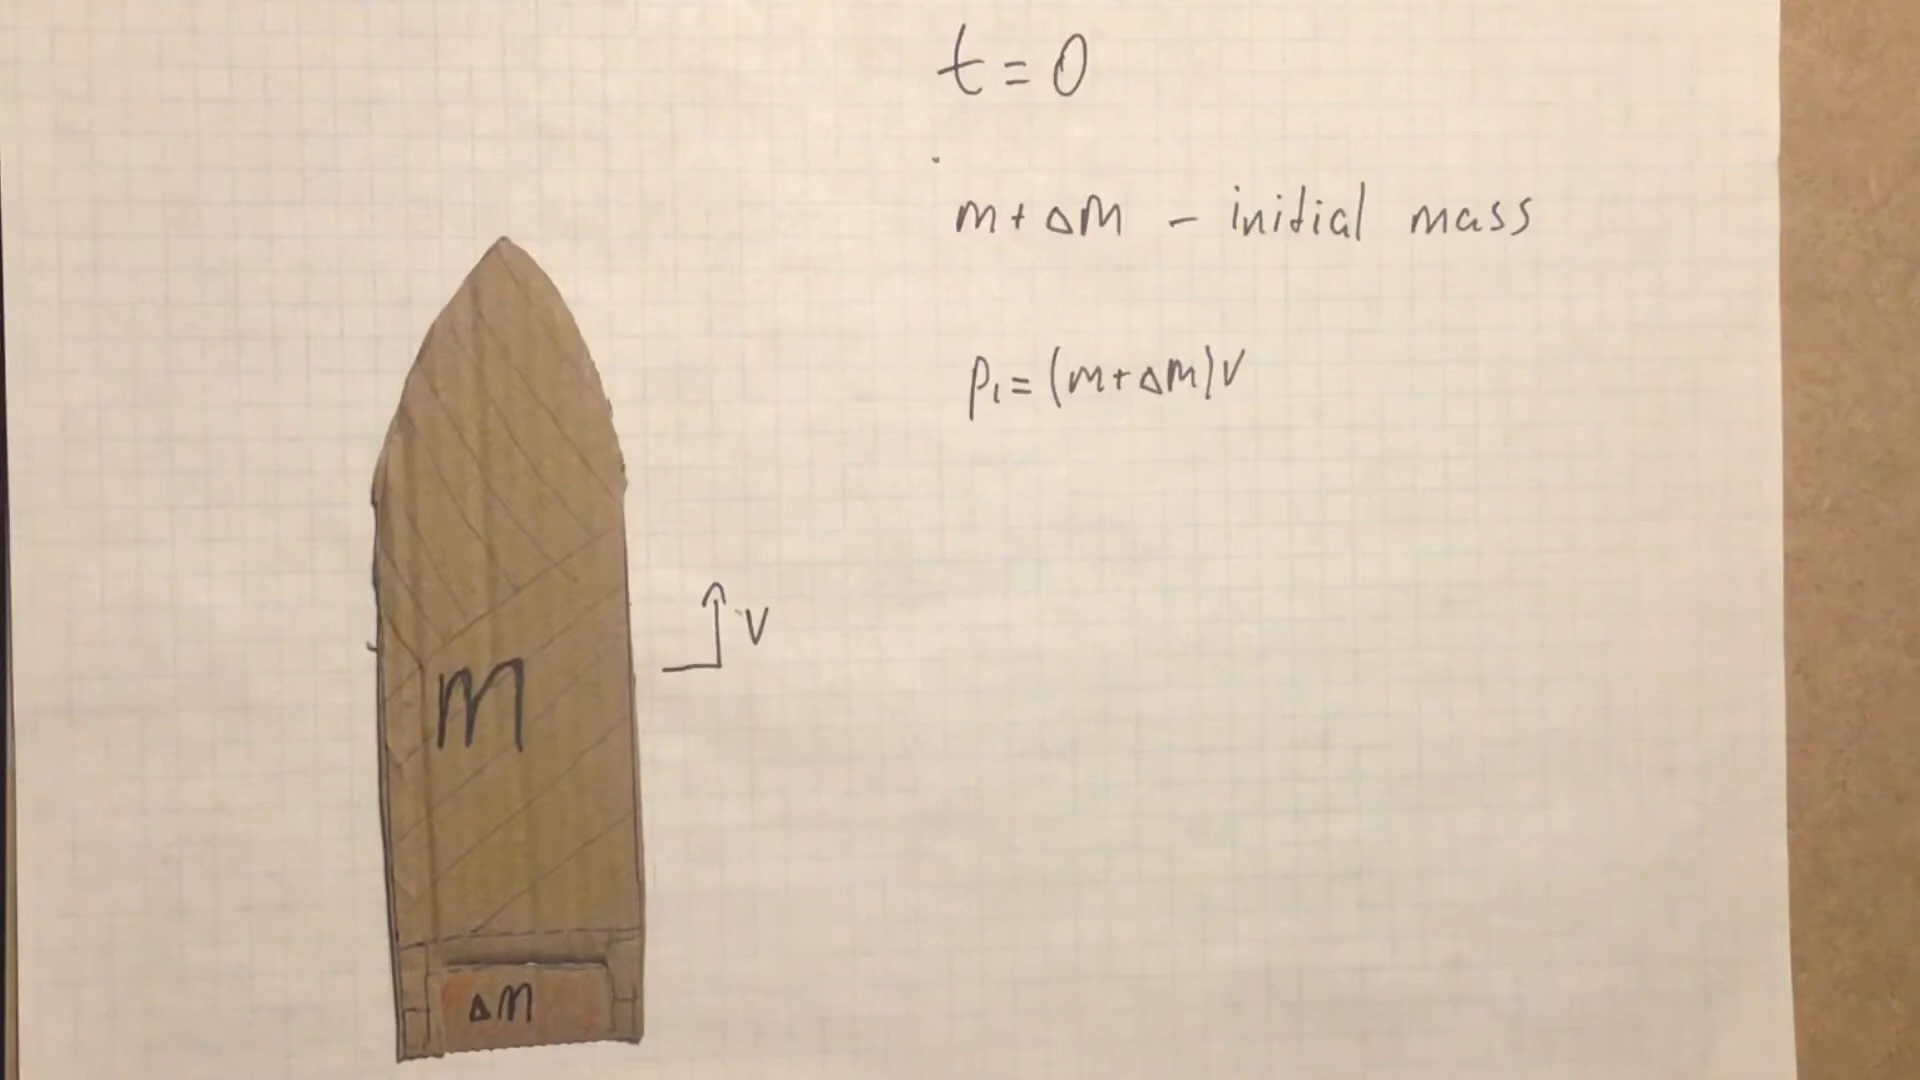 t = 0
m + Δm - initial mass
p₁ = (m + Δm)v
v
m
Δm